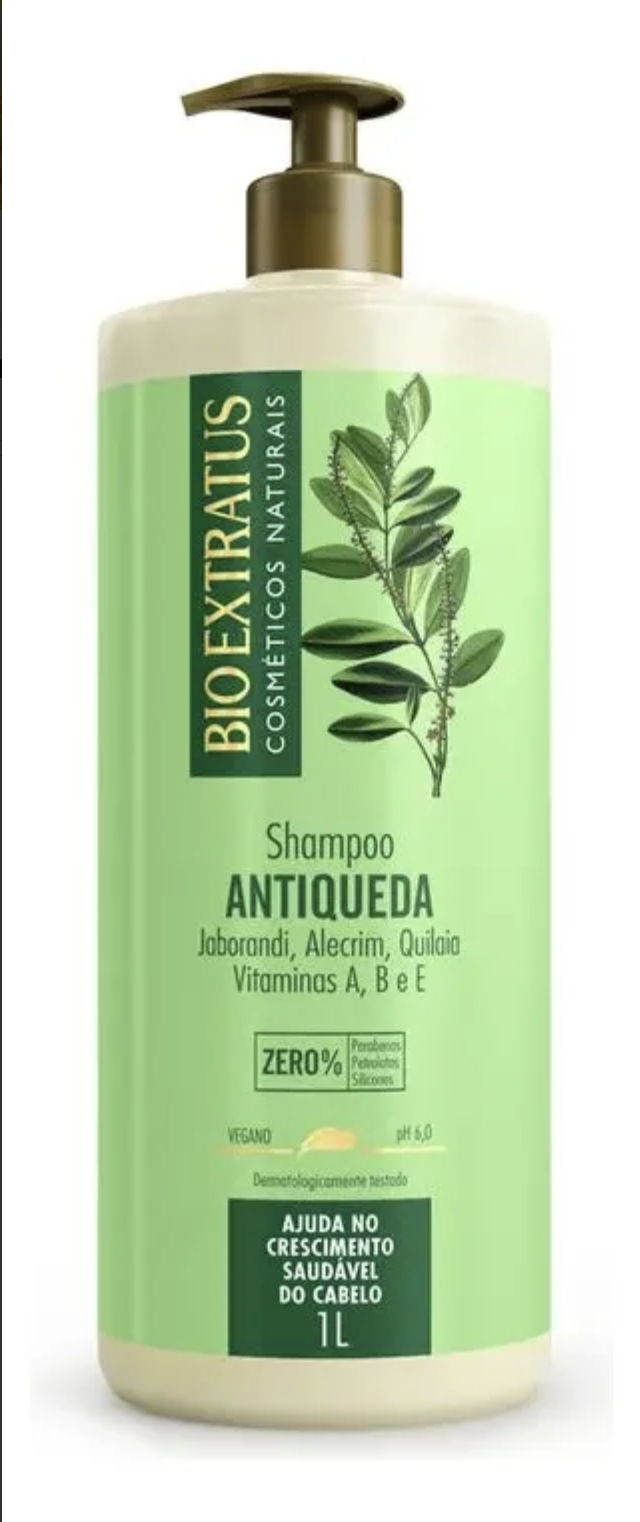 BIO EXTRATUS
COSMÉTICOS NATURAIS
Shampoo
ANTIQUEDA
Jaborandi, Alecrim, Quilaia
Vitaminas A, B e E
ZERO%
Parabenos
Petrolatos
Silicones
VEGANO
pH 6,0
Dermatologicamente testado
AJUDA NO
CRESCIMENTO
SAUDÁVEL
DO CABELO
1L